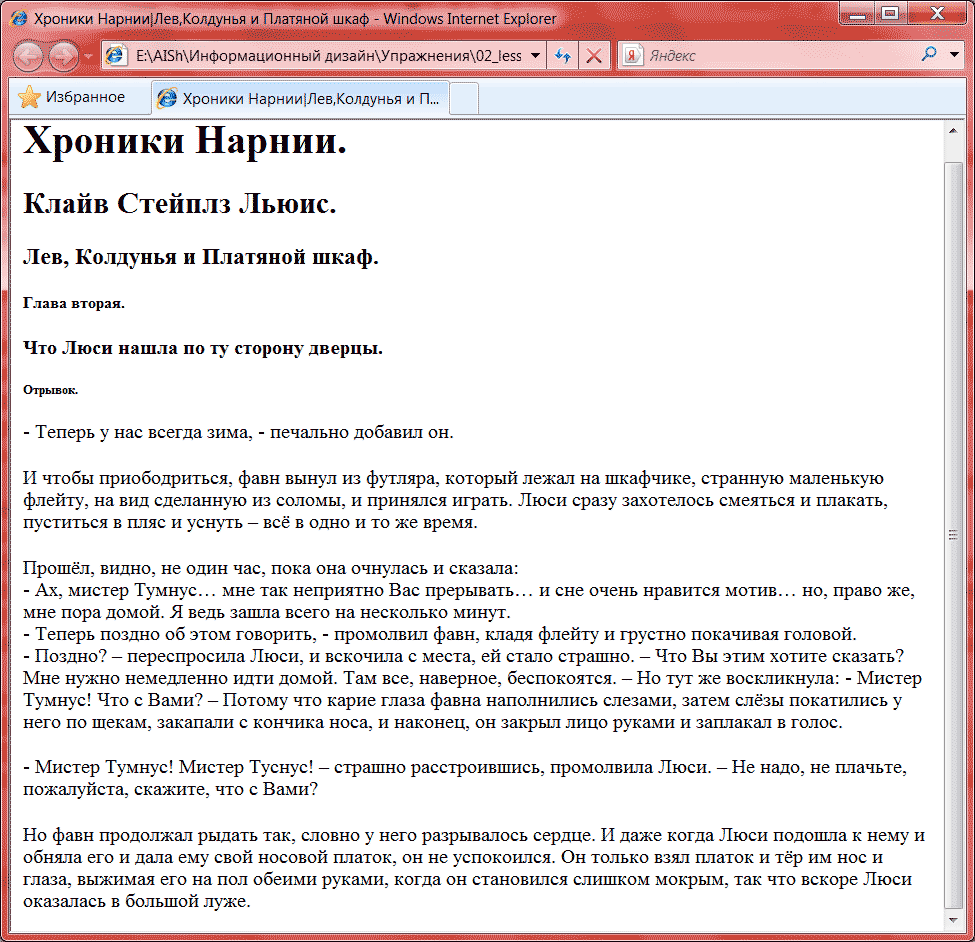 Хроники Нарнии|Лев,Колдунья и Платяной шкаф - Windows Internet Explorer
E:\AISh\Информационный дизайн\Упражнения\02_less
Я Яндекс
Избранное
Хроники Нарнии|Лев,Колдунья и П...
Хроники Нарнии.
Клайв Стейплз Льюис.
Лев, Колдунья и Платяной шкаф.
Глава вторая.
Что Люси нашла по ту сторону дверцы.
Отрывок.
- Теперь у нас всегда зима, - печально добавил он.
И чтобы приободриться, фавн вынул из футляра, который лежал на шкафчике, странную маленькую
флейту, на вид сделанную из соломы, и принялся играть. Люси сразу захотелось смеяться и плакать,
пуститься в пляс и уснуть – всё в одно и то же время.
Прошёл, видно, не один час, пока она очнулась и сказала:
- Ах, мистер Тумнус… мне так неприятно Вас прерывать… и сне очень нравится мотив… но, право же,
мне пора домой. Я ведь зашла всего на несколько минут.
- Теперь поздно об этом говорить, - промолвил фавн, кладя флейту и грустно покачивая головой.
- Поздно? – переспросила Люси, и вскочила с места, ей стало страшно. – Что Вы этим хотите сказать?
Мне нужно немедленно идти домой. Там все, наверное, беспокоятся. – Но тут же воскликнула: - Мистер
Тумнус! Что с Вами? – Потому что карие глаза фавна наполнились слезами, затем слёзы покатились у
него по щекам, закапали с кончика носа, и наконец, он закрыл лицо руками и заплакал в голос.
- Мистер Тумнус! Мистер Туснус! – страшно расстроившись, промолвила Люси. – Не надо, не плачьте,
пожалуйста, скажите, что с Вами?
Но фавн продолжал рыдать так, словно у него разрывалось сердце. И даже когда Люси подошла к нему и
обняла его и дала ему свой носовой платок, он не успокоился. Он только взял платок и тёр им нос и
глаза, выжимая его на пол обеими руками, когда он становился слишком мокрым, так что вскоре Люси
оказалась в большой луже.